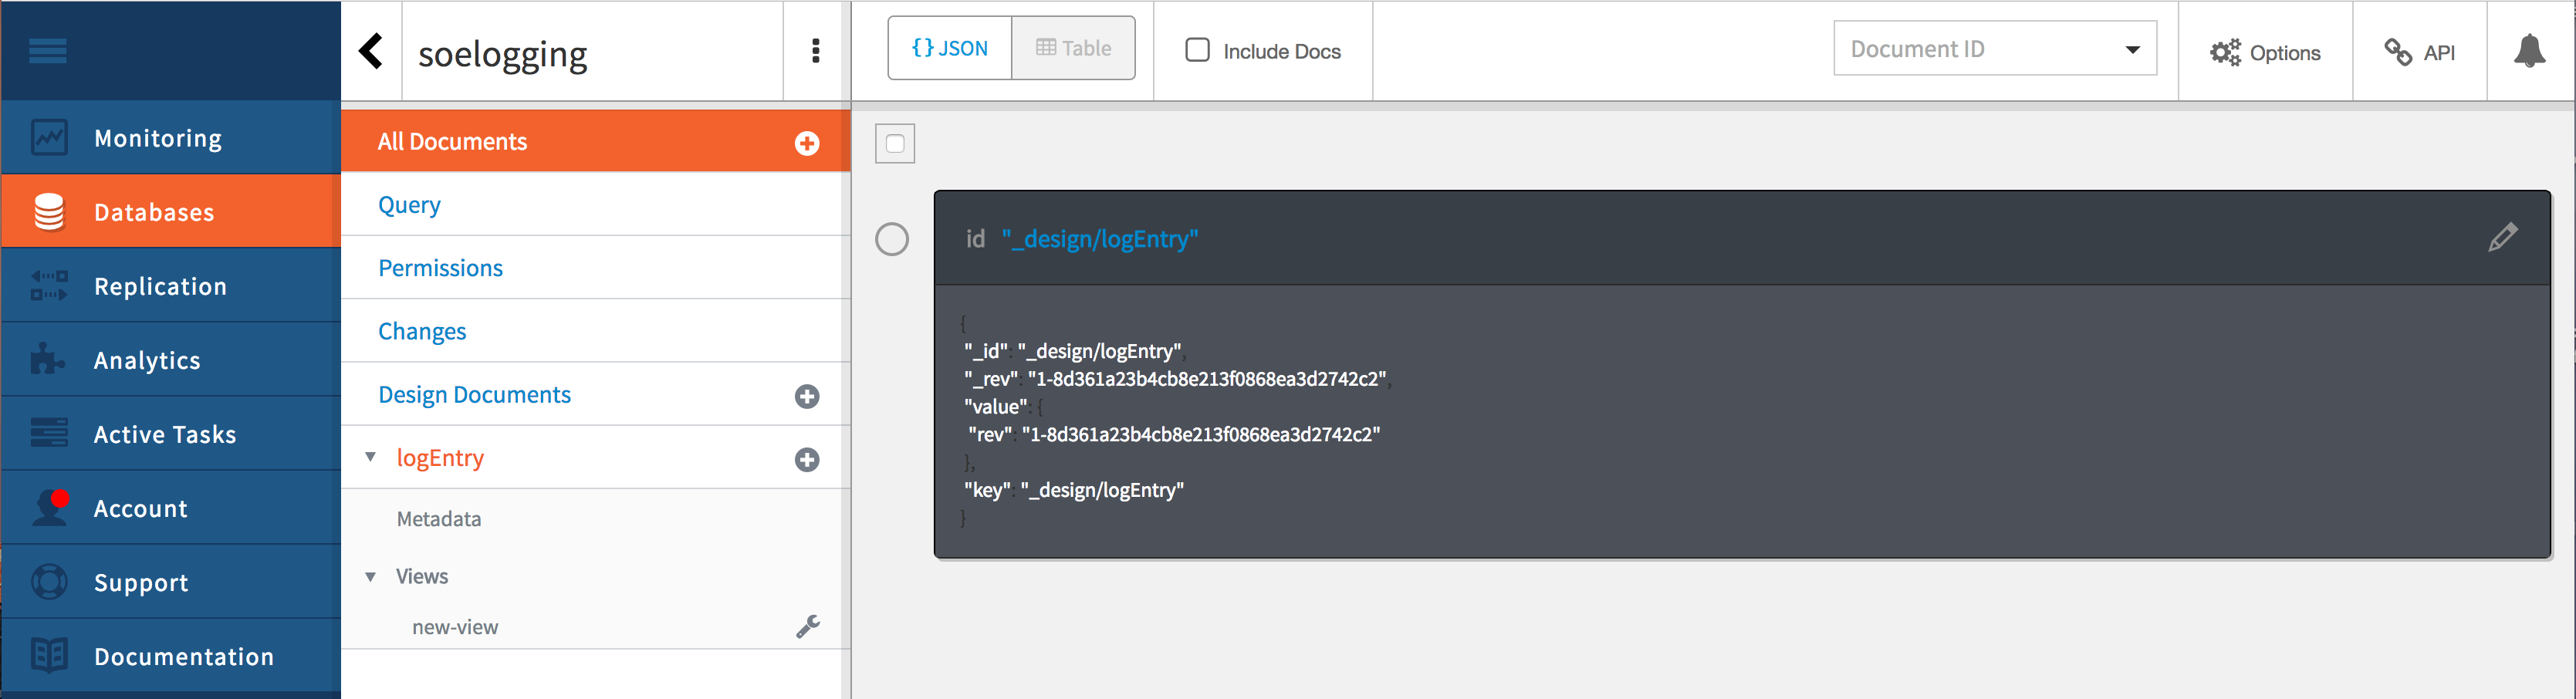 Monitoring
Databases
Replication
Analytics
Active Tasks
Account
Support
Documentation
soelogging
All Documents
Query
Permissions
Changes
Design Documents
logEntry
Metadata
Views
new-view
{} JSON
Table
Include Docs
Document ID
Options
API
id "_design/logEntry"
{
"_id": "_design/logEntry",
"_rev": "1-8d361a23b4cb8e213f0868ea3d2742c2",
"value": {
"rev": "1-8d361a23b4cb8e213f0868ea3d2742c2"
},
"key": "_design/logEntry"
}